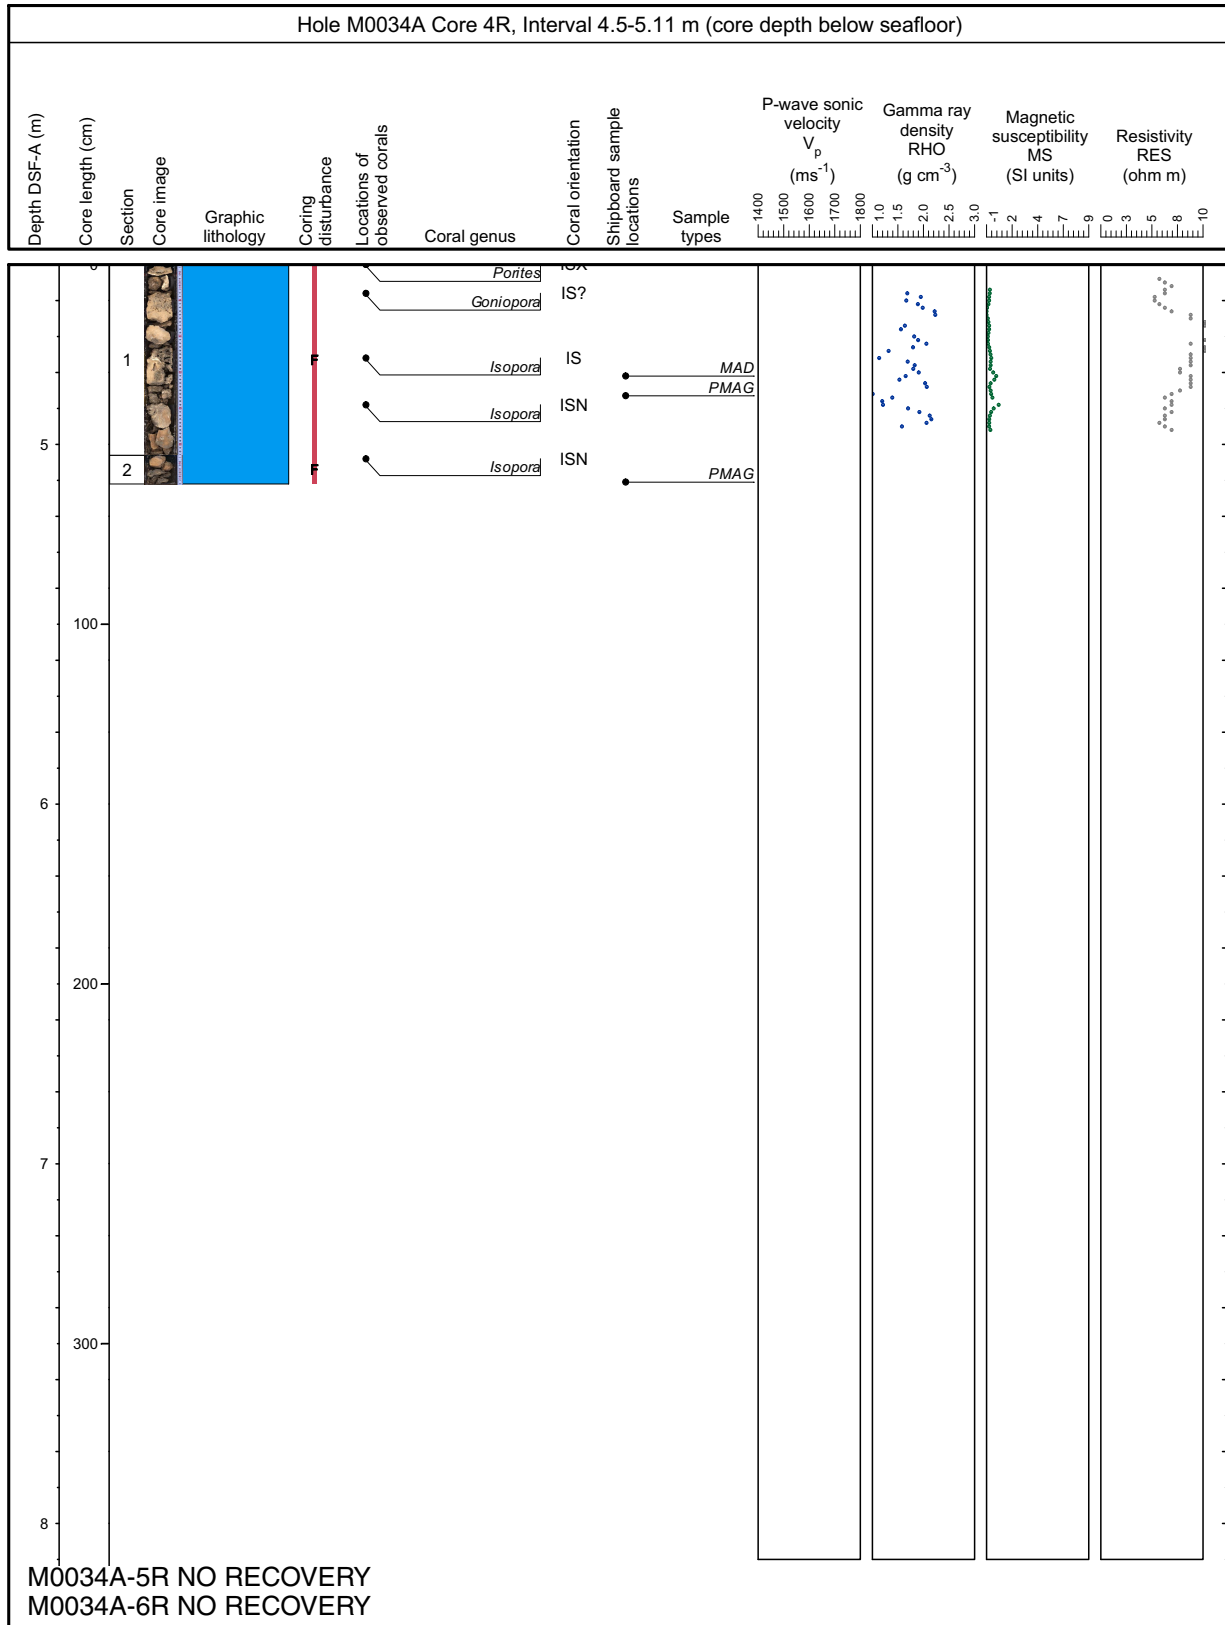 Hole M0034A Core 4R, Interval 4.5-5.11 m (core depth below seafloor)
Depth DSF-A (m)
Core length (cm)
Section
Core image
Graphic
lithology
Coring
disturbance
Locations of
observed corals
Coral genus
Coral orientation
Shipboard sample
locations
Sample
types
P-wave sonic
velocity
Vp
(ms-1)
1400 1500 1600 1700 1800
Gamma ray
density
RHO
(g cm-3)
1.0 1.5 2.0 2.5 3.0
Magnetic
susceptibility
MS
(SI units)
-1 2 4 7 9
Resistivity
RES
(ohm m)
0 3 5 8 10
0
Porites ISX
Goniopora IS?
1 F Isopora IS MAD
PMAG
Isopora ISN
5
2 F Isopora ISN PMAG
100
6
200
7
300
8
M0034A-5R NO RECOVERY
M0034A-6R NO RECOVERY